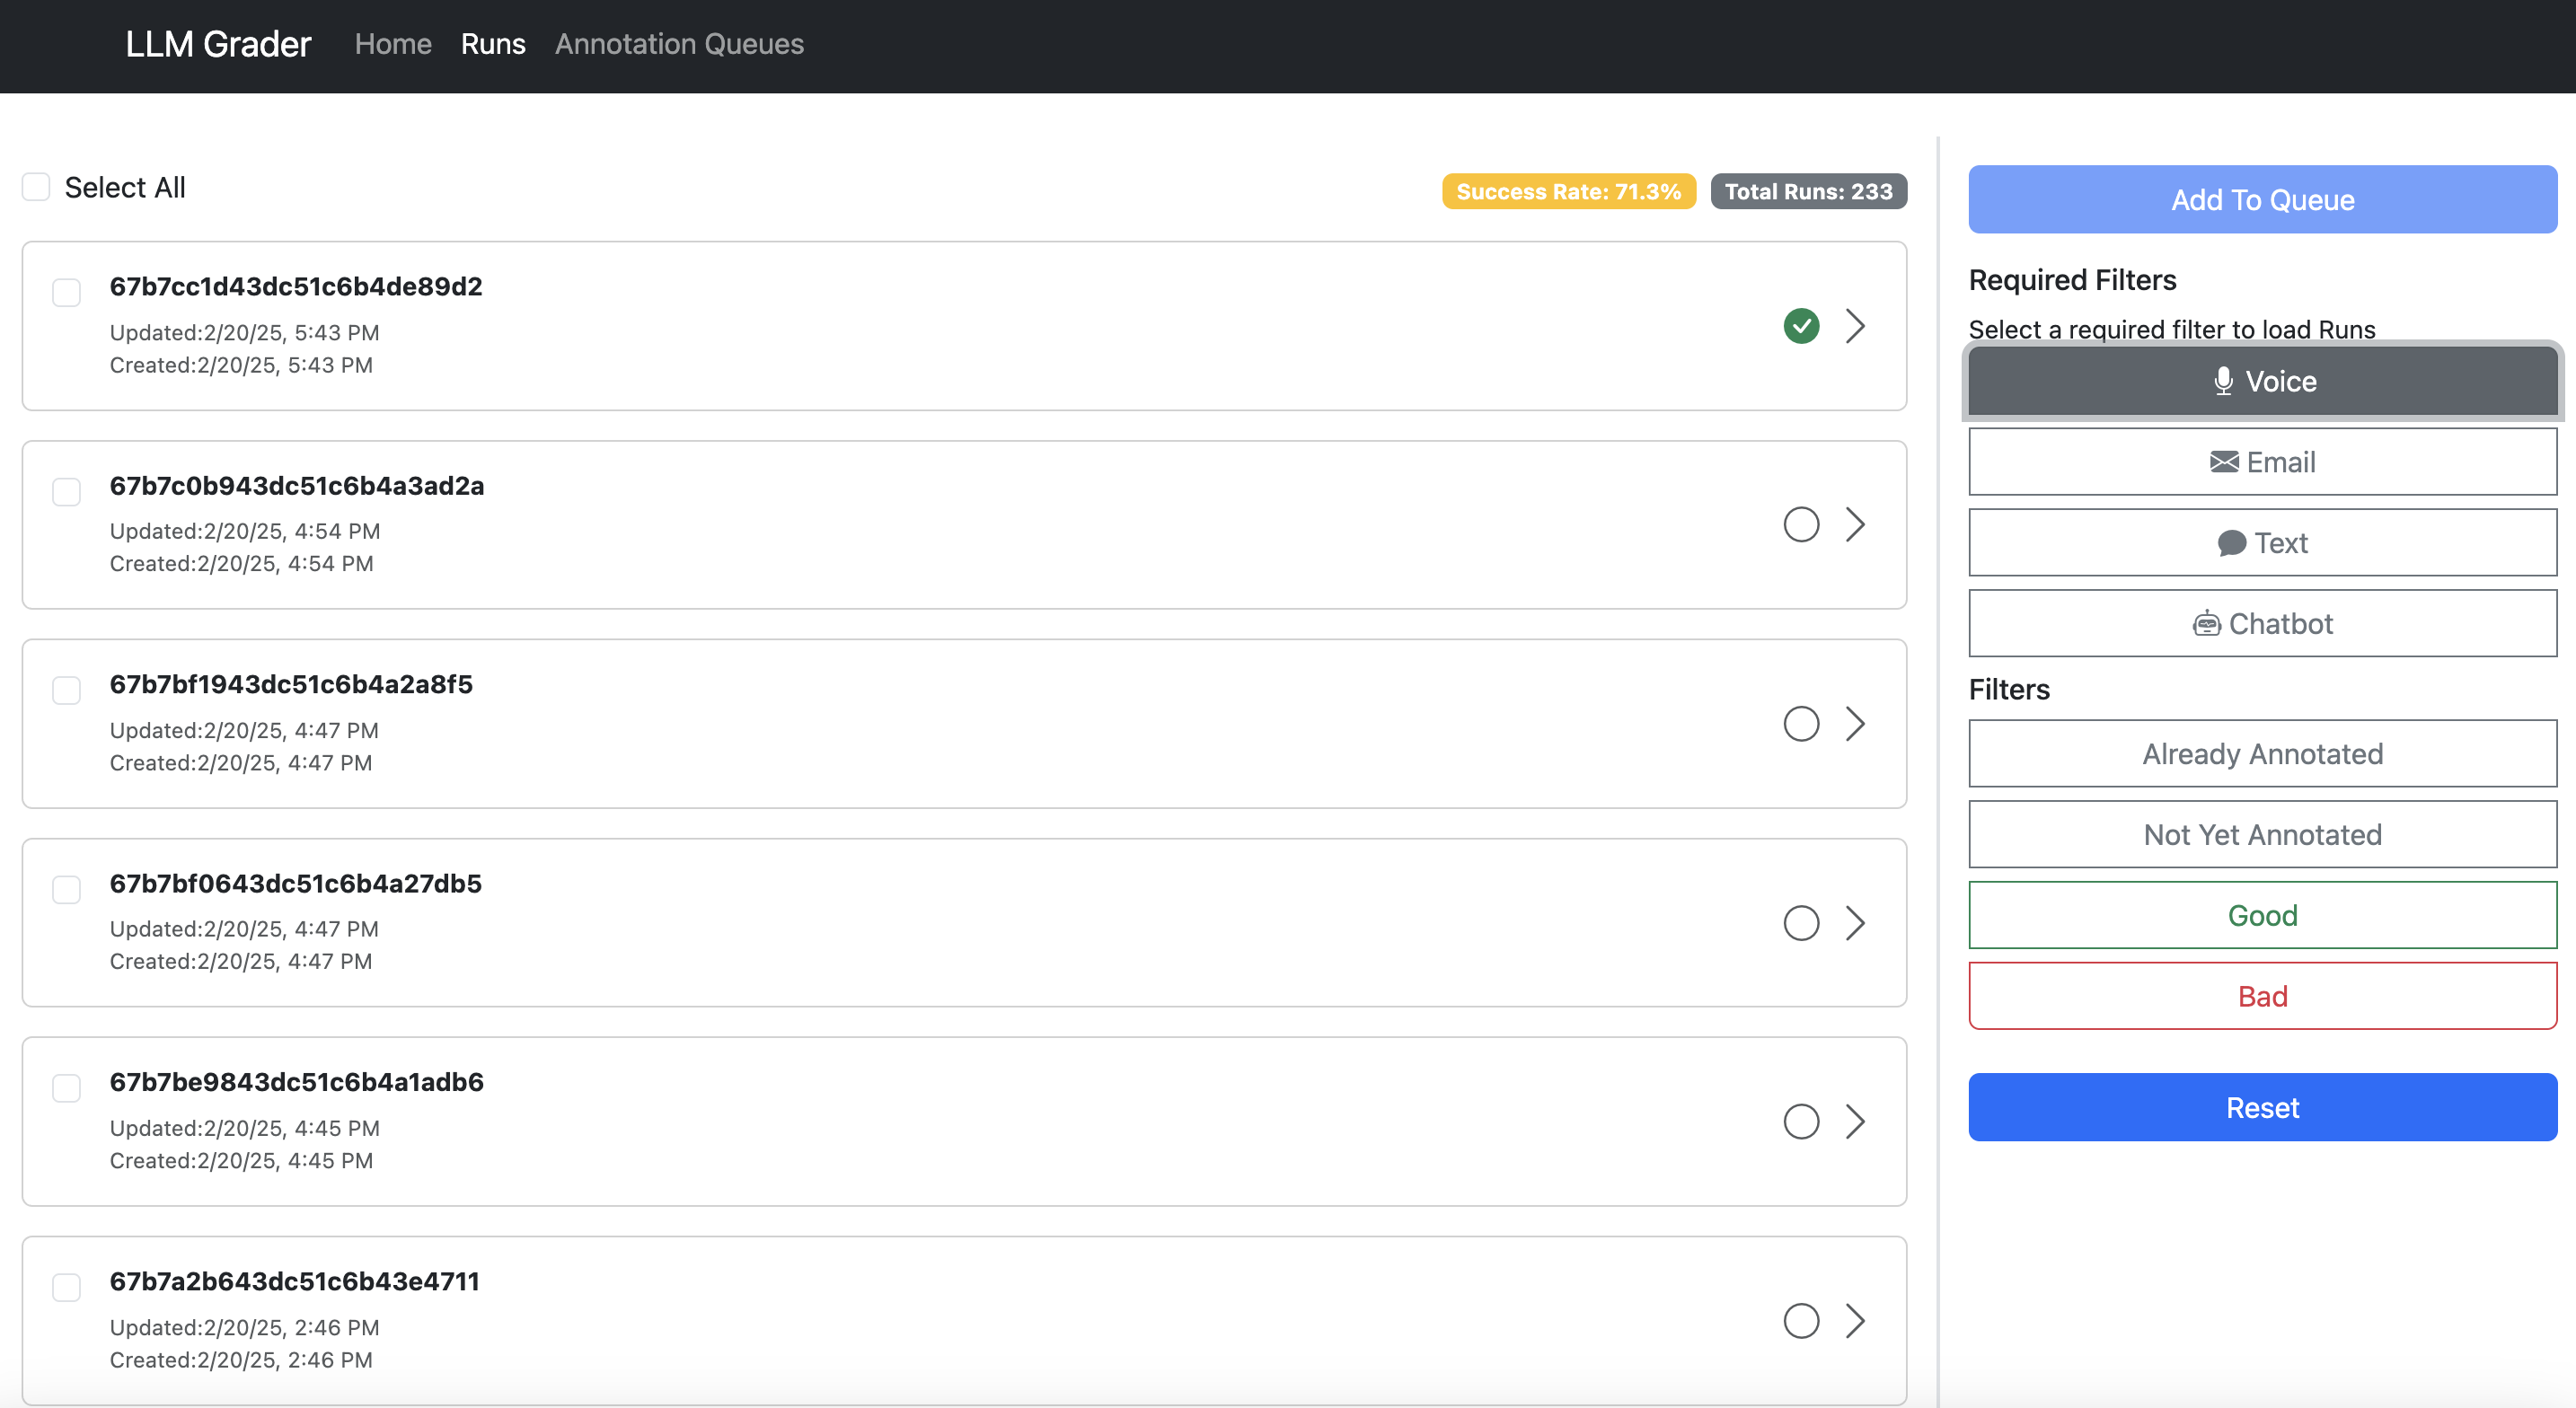 LLM Grader Home Runs Annotation Queues
Select All
Success Rate: 71.3% Total Runs: 233
67b7cc1d43dc51c6b4de89d2
Updated:2/20/25, 5:43 PM
Created:2/20/25, 5:43 PM
67b7c0b943dc51c6b4a3ad2a
Updated:2/20/25, 4:54 PM
Created:2/20/25, 4:54 PM
67b7bf1943dc51c6b4a2a8f5
Updated:2/20/25, 4:47 PM
Created:2/20/25, 4:47 PM
67b7bf0643dc51c6b4a27db5
Updated:2/20/25, 4:47 PM
Created:2/20/25, 4:47 PM
67b7be9843dc51c6b4a1adb6
Updated:2/20/25, 4:45 PM
Created:2/20/25, 4:45 PM
67b7a2b643dc51c6b43e4711
Updated:2/20/25, 2:46 PM
Created:2/20/25, 2:46 PM
Add To Queue
Required Filters
Select a required filter to load Runs
Voice
Email
Text
Chatbot
Filters
Already Annotated
Not Yet Annotated
Good
Bad
Reset